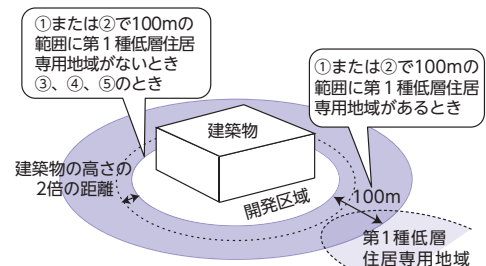 ①または②で100mの
範囲に第1種低層住居
専用地域がないとき
③、④、⑤のとき
①または②で100mの
範囲に第1種低層住居
専用地域があるとき
建築物
建築物の高さの
2倍の距離
開発区域
100m
第1種低層
住居専用地域